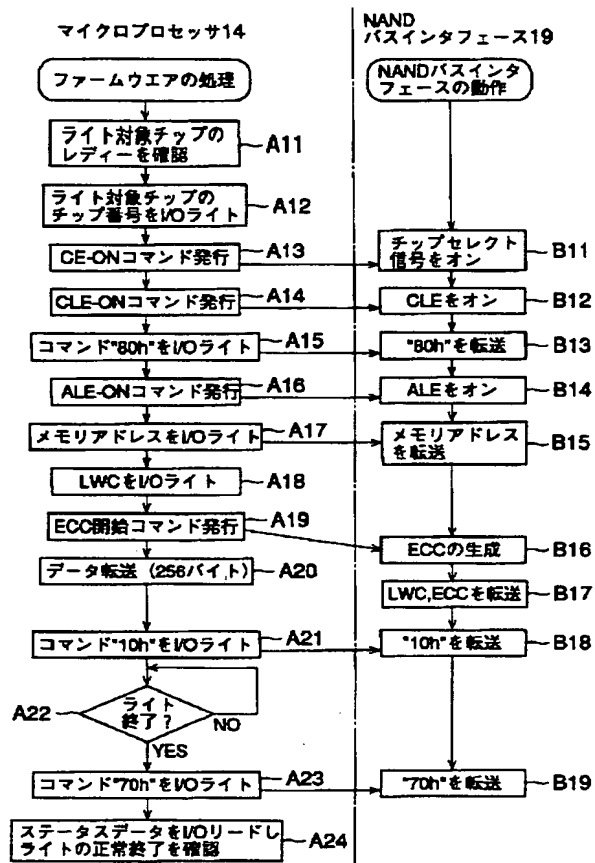 マイクロプロセッサ14
NAND
バスインタフェース19
ファームウエアの処理
NANDバスインタ
フェースの動作
ライト対象チップの
レディーを確認
A11
ライト対象チップの
チップ番号をI/Oライト
A12
CE-ONコマンド発行
A13
チップセレクト
信号をオン
B11
CLE-ONコマンド発行
A14
CLEをオン
B12
コマンド"80h"をI/Oライト
A15
"80h"を転送
B13
ALE-ONコマンド発行
A16
ALEをオン
B14
メモリアドレスをI/Oライト
A17
メモリアドレス
を転送
B15
LWCをI/Oライト
A18
ECC開始コマンド発行
A19
ECCの生成
B16
データ転送（256バイ,ト）
A20
LWC,ECCを転送
B17
コマンド"10h"をI/Oライト
A21
"10h"を転送
B18
A22
ライト
終了？
NO
YES
コマンド"70h"をI/Oライト
A23
"70h"を転送
B19
ステータスデータをI/Oリードし
ライトの正常終了を確認
A24